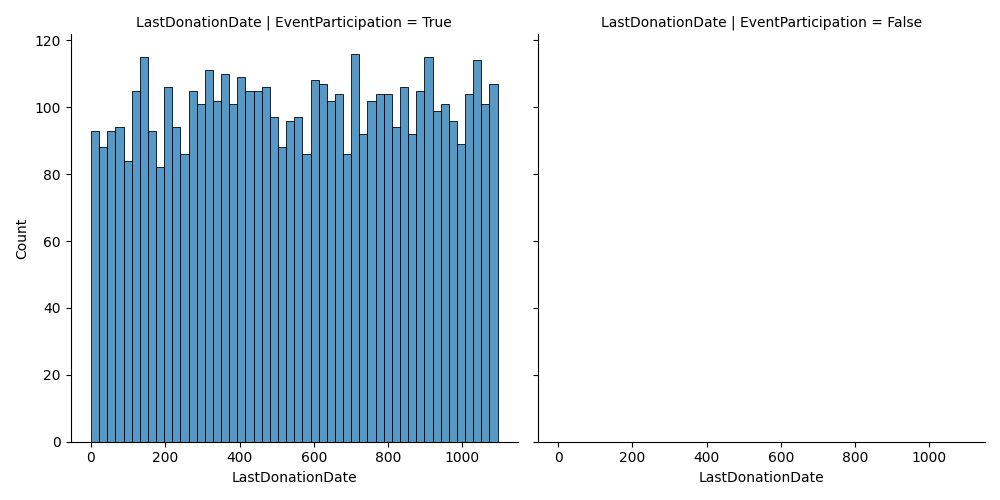 LastDonationDate | EventParticipation = True
LastDonationDate | EventParticipation = False
120
100
80
60
40
20
0
Count
0 200 400 600 800 1000
0 200 400 600 800 1000
LastDonationDate
LastDonationDate